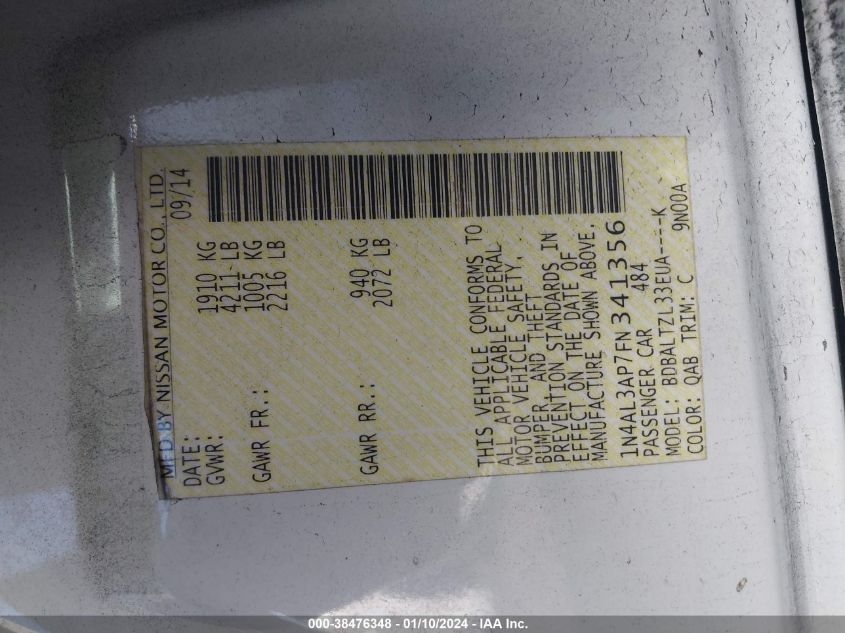 MFD BY NISSAN MOTOR CO., LTD.
DATE: 09/14
GVWR: 1910 KG
4211 LB
GAWR FR.: 1005 KG
2216 LB
GAWR RR.: 940 KG
2072 LB
THIS VEHICLE CONFORMS TO
ALL APPLICABLE FEDERAL
MOTOR VEHICLE SAFETY,
BUMPER AND THEFT
PREVENTION STANDARDS IN
EFFECT ON THE DATE OF
MANUFACTURE SHOWN ABOVE.
1N4AL3AP7FN341356
PASSENGER CAR 484
MODEL: BDBALTZL33EUA----K
COLOR: QAB TRIM: C 9N00A
000-38476348 - 01/10/2024 - IAA Inc.